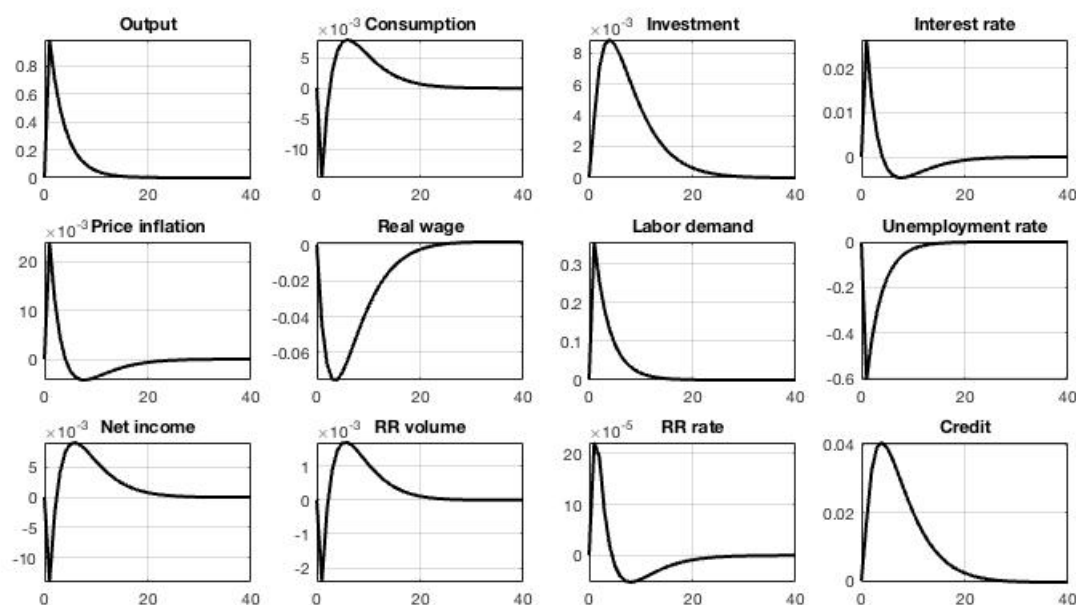 Output
0.8
0.6
0.4
0.2
0
0 20 40
×10⁻³ Consumption
5
0
-5
-10
0 20 40
×10⁻³ Investment
8
6
4
2
0
0 20 40
Interest rate
0.02
0.01
0
0 20 40
×10⁻³ Price inflation
20
10
0
0 20 40
Real wage
0
-0.02
-0.04
-0.06
0 20 40
Labor demand
0.3
0.2
0.1
0
0 20 40
Unemployment rate
0
-0.2
-0.4
-0.6
0 20 40
×10⁻³ Net income
5
0
-5
-10
0 20 40
×10⁻³ RR volume
1
0
-1
-2
0 20 40
×10⁻⁵ RR rate
20
10
0
0 20 40
Credit
0.04
0.02
0
0 20 40